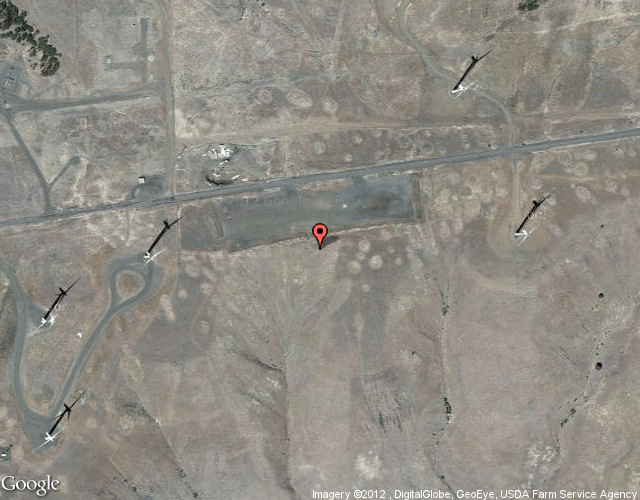 Google
Imagery ©2012 , DigitalGlobe, GeoEye, USDA Farm Service Agency